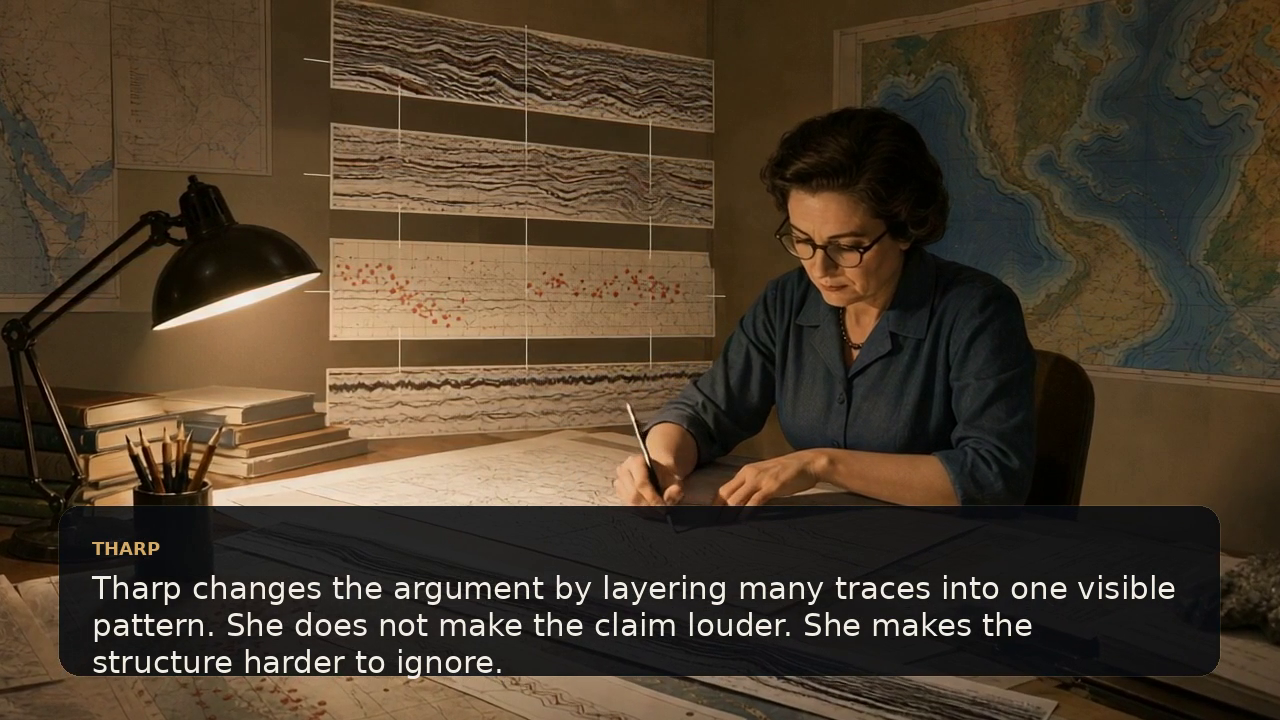 THARP
Tharp changes the argument by layering many traces into one visible
pattern. She does not make the claim louder. She makes the
structure harder to ignore.